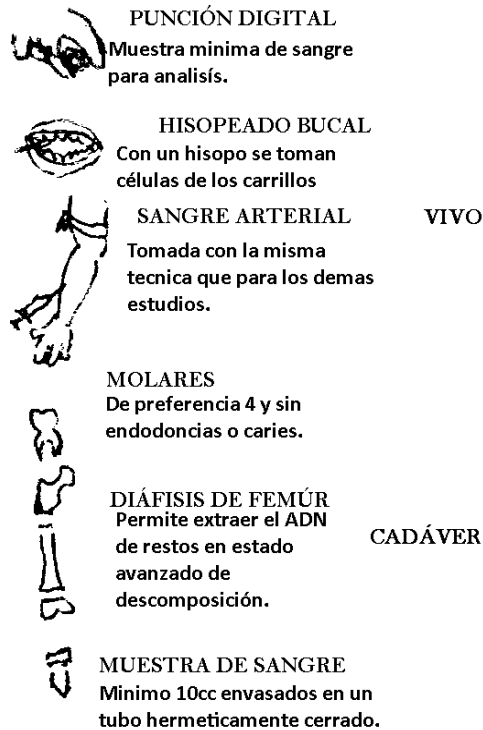 PUNCIÓN DIGITAL
Muestra minima de sangre
para analisís.
HISOPEADO BUCAL
Con un hisopo se toman
células de los carrillos
SANGRE ARTERIAL
VIVO
Tomada con la misma
tecnica que para los demas
estudios.
MOLARES
De preferencia 4 y sin
endodoncias o caries.
DIÁFISIS DE FEMÚR
Permite extraer el ADN
de restos en estado
avanzado de
descomposición.
CADÁVER
MUESTRA DE SANGRE
Minimo 10cc envasados en un
tubo hermeticamente cerrado.